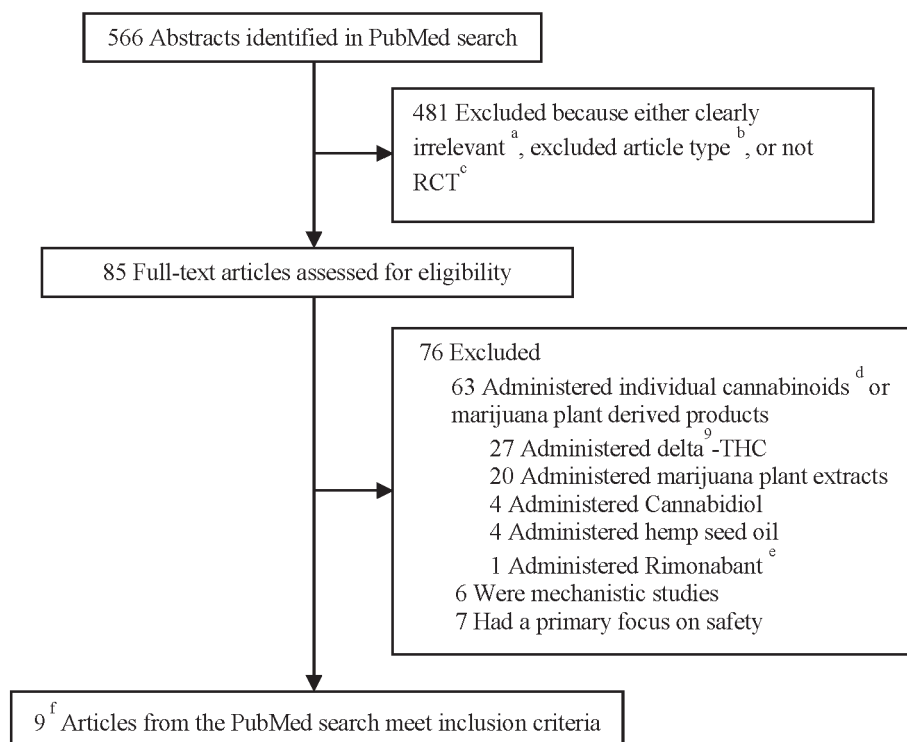 566 Abstracts identified in PubMed search
481 Excluded because either clearly
irrelevant a, excluded article type b, or not
RCT c
85 Full-text articles assessed for eligibility
76 Excluded
63 Administered individual cannabinoids d or
marijuana plant derived products
27 Administered delta 9-THC
20 Administered marijuana plant extracts
4 Administered Cannabidiol
4 Administered hemp seed oil
1 Administered Rimonabant e
6 Were mechanistic studies
7 Had a primary focus on safety
9 f Articles from the PubMed search meet inclusion criteria